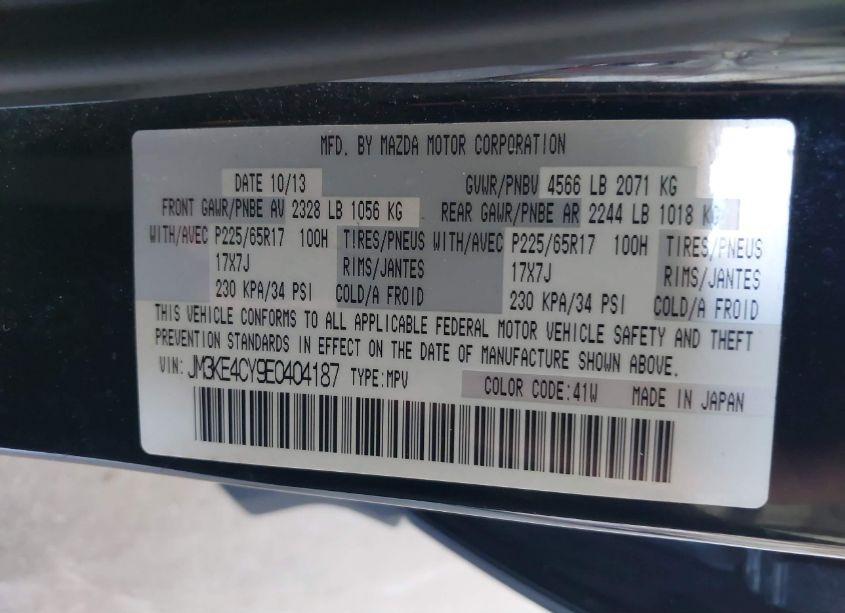 MFD. BY MAZDA MOTOR CORPORATION
DATE 10/13 GVWR/PNBV 4566 LB 2071 KG
FRONT GAWR/PNBE AV 2328 LB 1056 KG REAR GAWR/PNBE AR 2244 LB 1018 KG
WITH/AVEC P225/65R17 100H TIRES/PNEUS WITH/AVEC P225/65R17 100H TIRES/PNEUS
17X7J RIMS/JANTES 17X7J RIMS/JANTES
230 KPA/34 PSI COLD/A FROID 230 KPA/34 PSI COLD/A FROID
THIS VEHICLE CONFORMS TO ALL APPLICABLE FEDERAL MOTOR VEHICLE SAFETY AND THEFT
PREVENTION STANDARDS IN EFFECT ON THE DATE OF MANUFACTURE SHOWN ABOVE.
VIN: JM3KE4CY9E0404187 TYPE:MPV COLOR CODE:41W MADE IN JAPAN